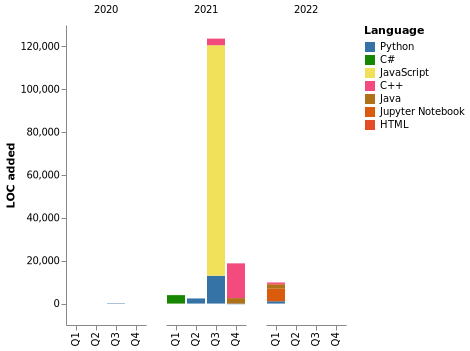 2020 2021 2022
Language
Python
C#
JavaScript
C++
Java
Jupyter Notebook
HTML
LOC added
120,000
100,000
80,000
60,000
40,000
20,000
0
Q1 Q2 Q3 Q4 Q1 Q2 Q3 Q4 Q1 Q2 Q3 Q4